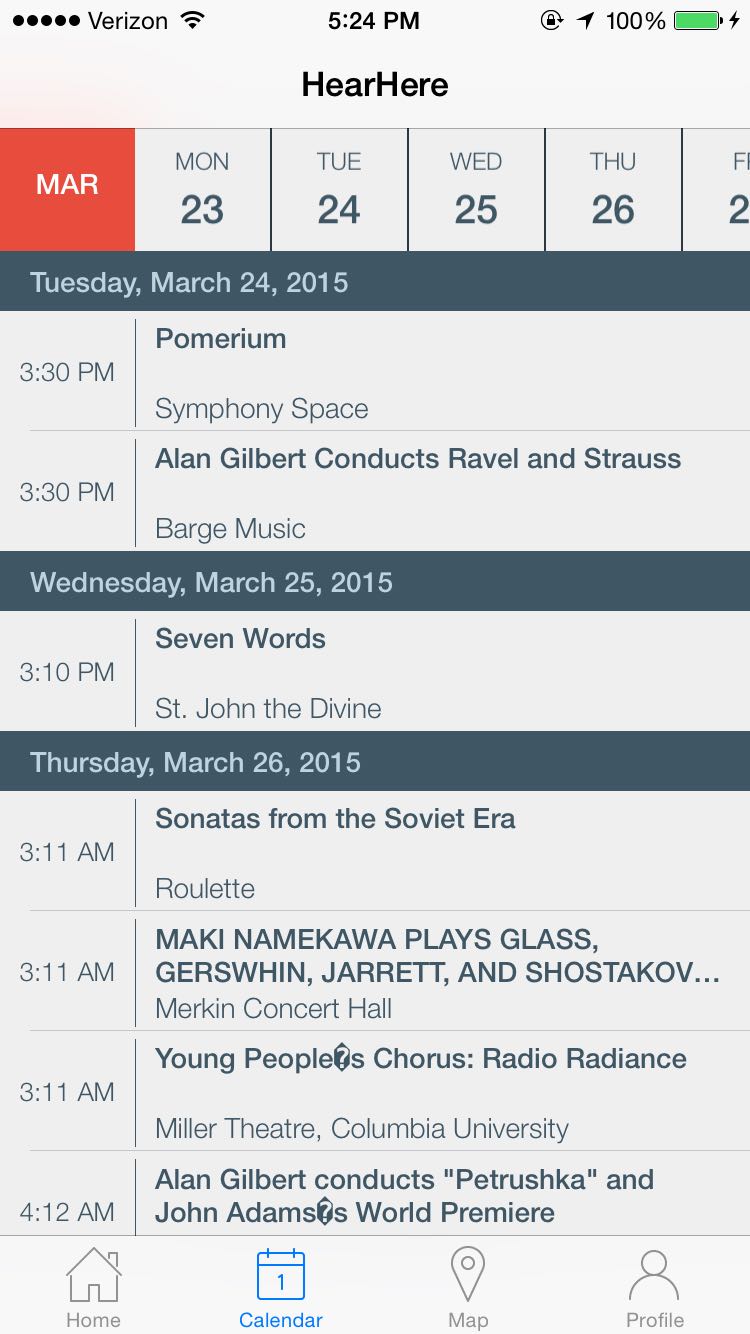 Verizon 5:24 PM 100%
HearHere
MAR
MON 23
TUE 24
WED 25
THU 26
Tuesday, March 24, 2015
3:30 PM
Pomerium
Symphony Space
3:30 PM
Alan Gilbert Conducts Ravel and Strauss
Barge Music
Wednesday, March 25, 2015
3:10 PM
Seven Words
St. John the Divine
Thursday, March 26, 2015
3:11 AM
Sonatas from the Soviet Era
Roulette
3:11 AM
MAKI NAMEKAWA PLAYS GLASS,
GERSWHIN, JARRETT, AND SHOSTAKOV...
Merkin Concert Hall
3:11 AM
Young People�s Chorus: Radio Radiance
Miller Theatre, Columbia University
4:12 AM
Alan Gilbert conducts "Petrushka" and
John Adams�s World Premiere
1
Home Calendar Map Profile